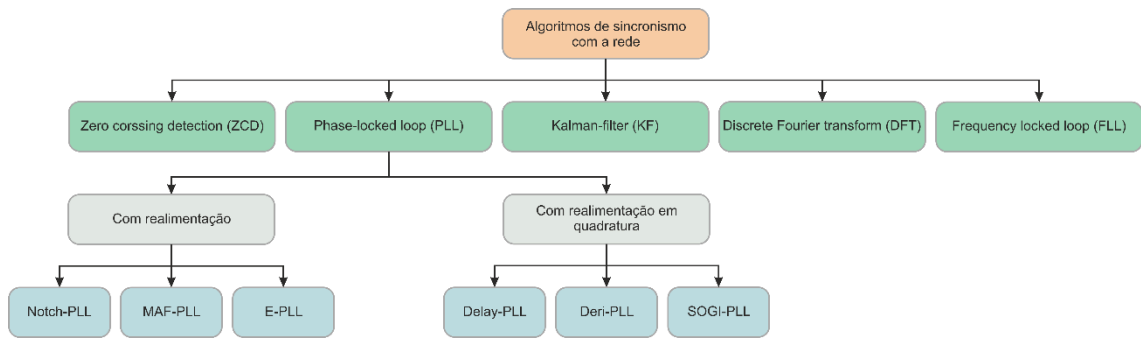 Algoritmos de sincronismo
com a rede
Zero corssing detection (ZCD)
Phase-locked loop (PLL)
Kalman-filter (KF)
Discrete Fourier transform (DFT)
Frequency locked loop (FLL)
Com realimentação
Com realimentação em
quadratura
Notch-PLL
MAF-PLL
E-PLL
Delay-PLL
Deri-PLL
SOGI-PLL